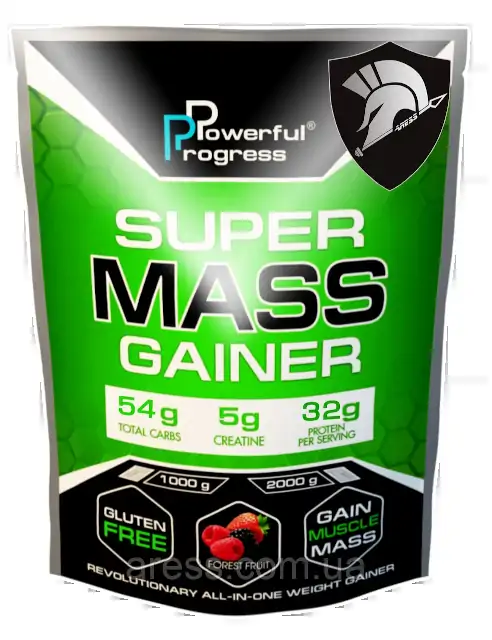 Powerful®
Progress
ARESS
SUPER
MASS
GAINER
54g
TOTAL CARBS
5g
CREATINE
32g
PROTEIN
PER SERVING
1000 g
2000 g
GLUTEN
FREE
FOREST FRUIT
GAIN
MUSCLE
MASS
REVOLUTIONARY ALL-IN-ONE WEIGHT GAINER
aress.com.ua